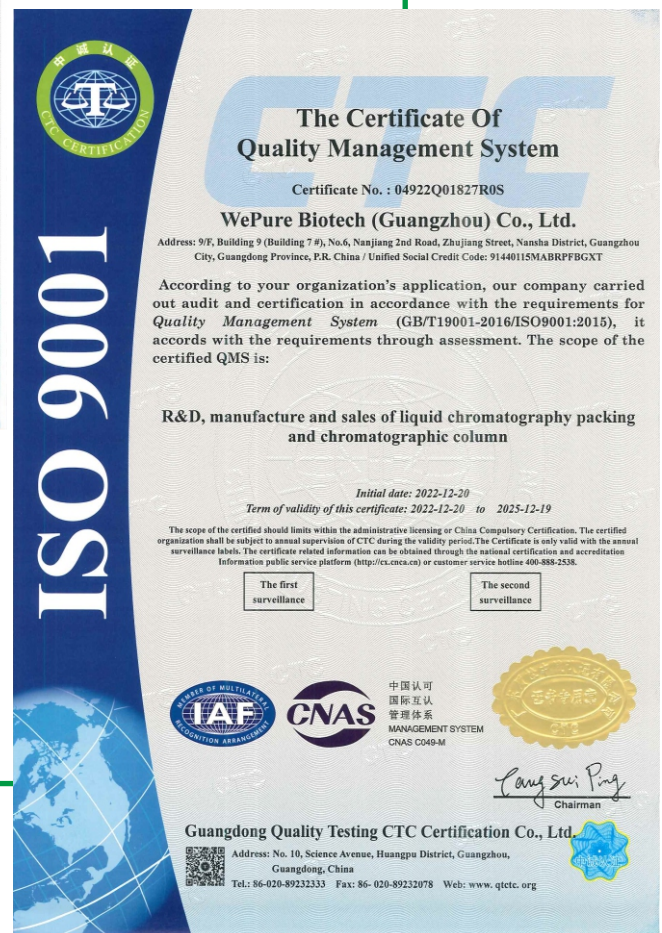 中诚认证
CTC CERTIFICATION
ISO 9001
CTC
The Certificate Of
Quality Management System
Certificate No. : 04922Q01827R0S
WePure Biotech (Guangzhou) Co., Ltd.
Address: 9/F, Building 9 (Building 7 #), No.6, Nanjiang 2nd Road, Zhujiang Street, Nansha District, Guangzhou
City, Guangdong Province, P.R. China / Unified Social Credit Code: 91440115MABRPFBGXT
According to your organization's application, our company carried
out audit and certification in accordance with the requirements for
Quality Management System (GB/T19001-2016/ISO9001:2015), it
accords with the requirements through assessment. The scope of the
certified QMS is:
R&D, manufacture and sales of liquid chromatography packing
and chromatographic column
Initial date: 2022-12-20
Term of validity of this certificate: 2022-12-20 to 2025-12-19
The scope of the certified should limits within the administrative licensing or China Compulsory Certification. The certified
organization shall be subject to annual supervision of CTC during the validity period.The Certificate is only valid with the annual
surveillance labels. The certificate related information can be obtained through the national certification and accreditation
Information public service platform (http://cx.cnca.cn) or customer service hotline 400-888-2538.
The first
surveillance
The second
surveillance
MEMBER OF MULTILATERAL
IAF
RECOGNITION ARRANGEMENT
CNAS
中国认可
国际互认
管理体系
MANAGEMENT SYSTEM
CNAS C049-M
Chairman
Guangdong Quality Testing CTC Certification Co., Ltd.
Address: No. 10, Science Avenue, Huangpu District, Guangzhou,
Guangdong, China
Tel.: 86-020-89232333 Fax: 86- 020-89232078 Web: www. qtctc. org